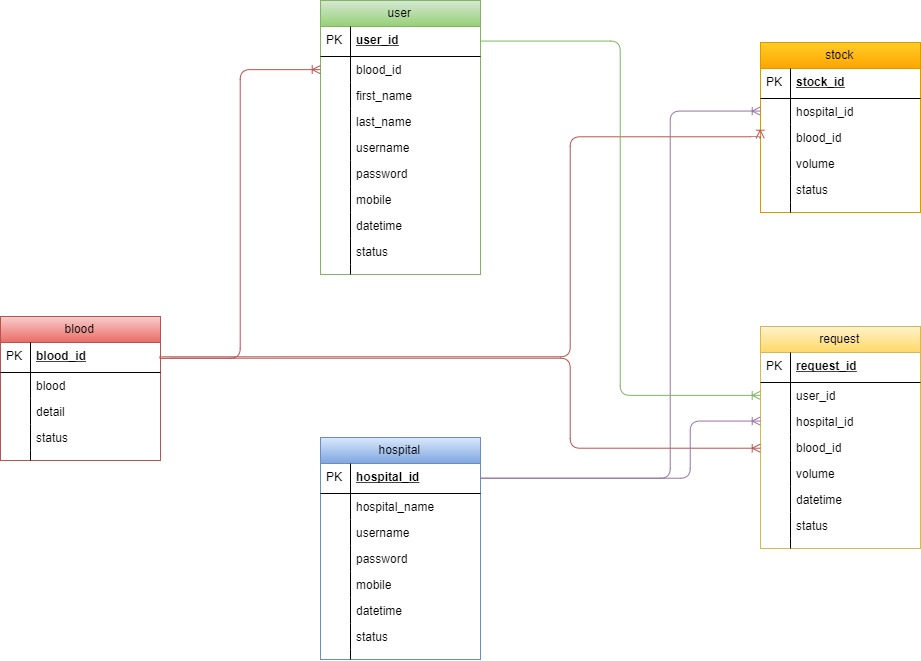 user
PK user_id
blood_id
first_name
last_name
username
password
mobile
datetime
status
stock
PK stock_id
hospital_id
blood_id
volume
status
blood
PK blood_id
blood
detail
status
hospital
PK hospital_id
hospital_name
username
password
mobile
datetime
status
request
PK request_id
user_id
hospital_id
blood_id
volume
datetime
status